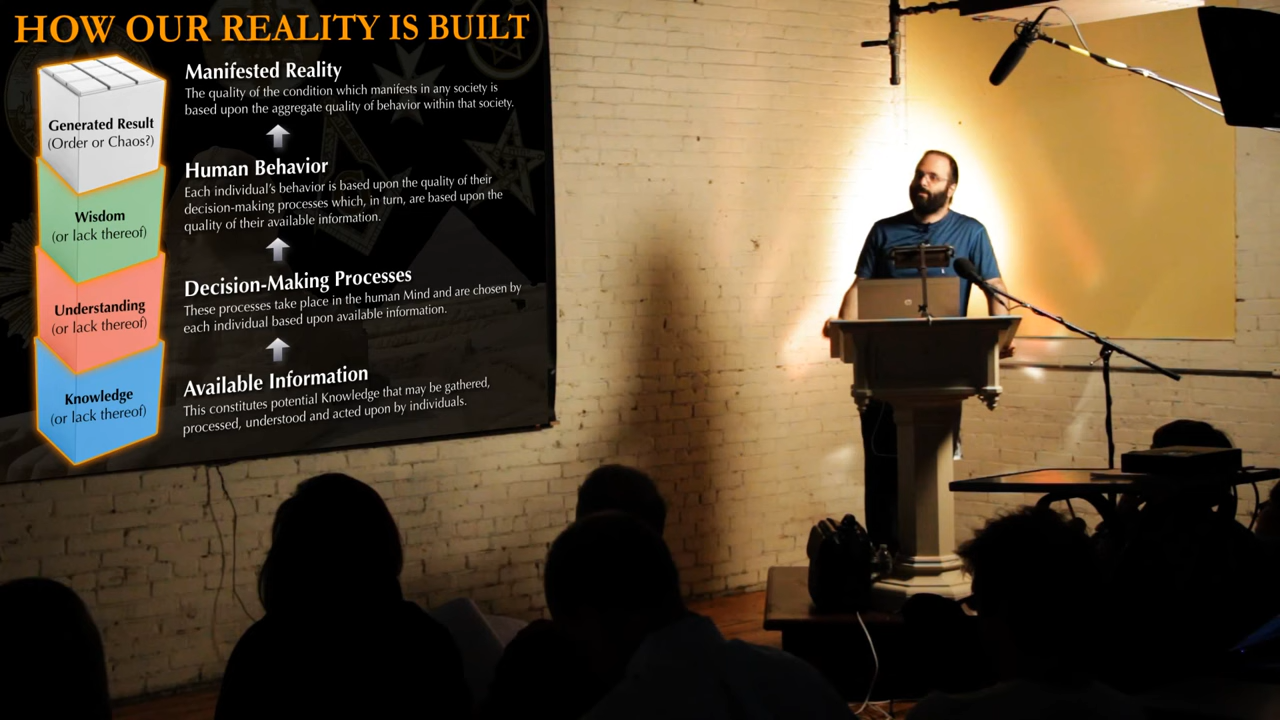 HOW OUR REALITY IS BUILT
Generated Result
(Order or Chaos?)
Manifested Reality
The quality of the condition which manifests in any society is
based upon the aggregate quality of behavior within that society.
Wisdom
(or lack thereof)
Human Behavior
Each individual's behavior is based upon the quality of their
decision-making processes which, in turn, are based upon the
quality of their available information.
Understanding
(or lack thereof)
Decision-Making Processes
These processes take place in the human Mind and are chosen by
each individual based upon available information.
Knowledge
(or lack thereof)
Available Information
This constitutes potential Knowledge that may be gathered,
processed, understood and acted upon by individuals.